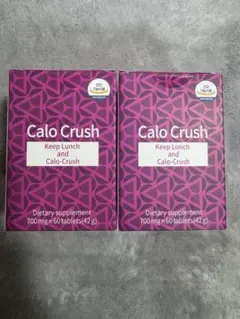 Calo Crush
Keep Lunch
and
Calo-Crush
Dietary supplement
700 mg × 60 tablets(42 g)
Calo Crush
Keep Lunch
and
Calo-Crush
Dietary supplement
700 mg × 60 tablets(42 g)